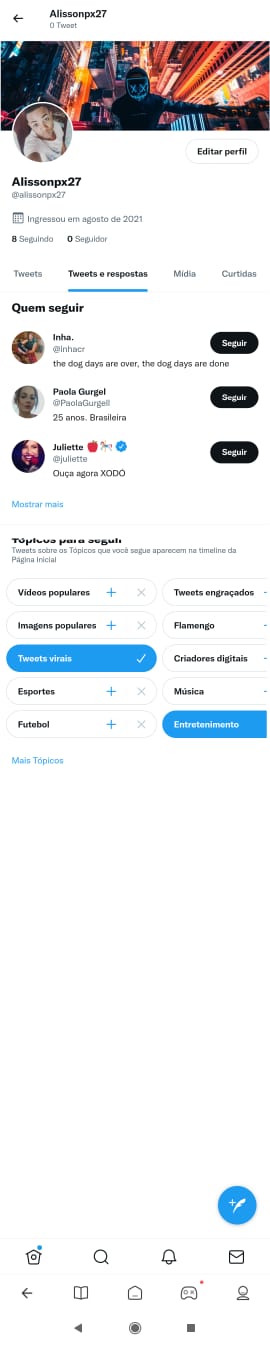 Alissonpx27
0 Tweet
Editar perfil
Alissonpx27
@alissonpx27
Ingressou em agosto de 2021
8 Seguindo 0 Seguidor
Tweets Tweets e respostas Mídia Curtidas
Quem seguir
Inha.
@inhacr
Seguir
the dog days are over, the dog days are done
Paola Gurgel
@PaolaGurgell
Seguir
25 anos. Brasileira
Juliette
@juliette
Seguir
Ouça agora XODÓ
Mostrar mais
Tópicos para seguir
Tweets sobre os Tópicos que você segue aparecem na timeline da
Página Inicial
Vídeos populares Tweets engraçados
Imagens populares Flamengo
Tweets virais Criadores digitais
Esportes Música
Futebol Entretenimento
Mais Tópicos